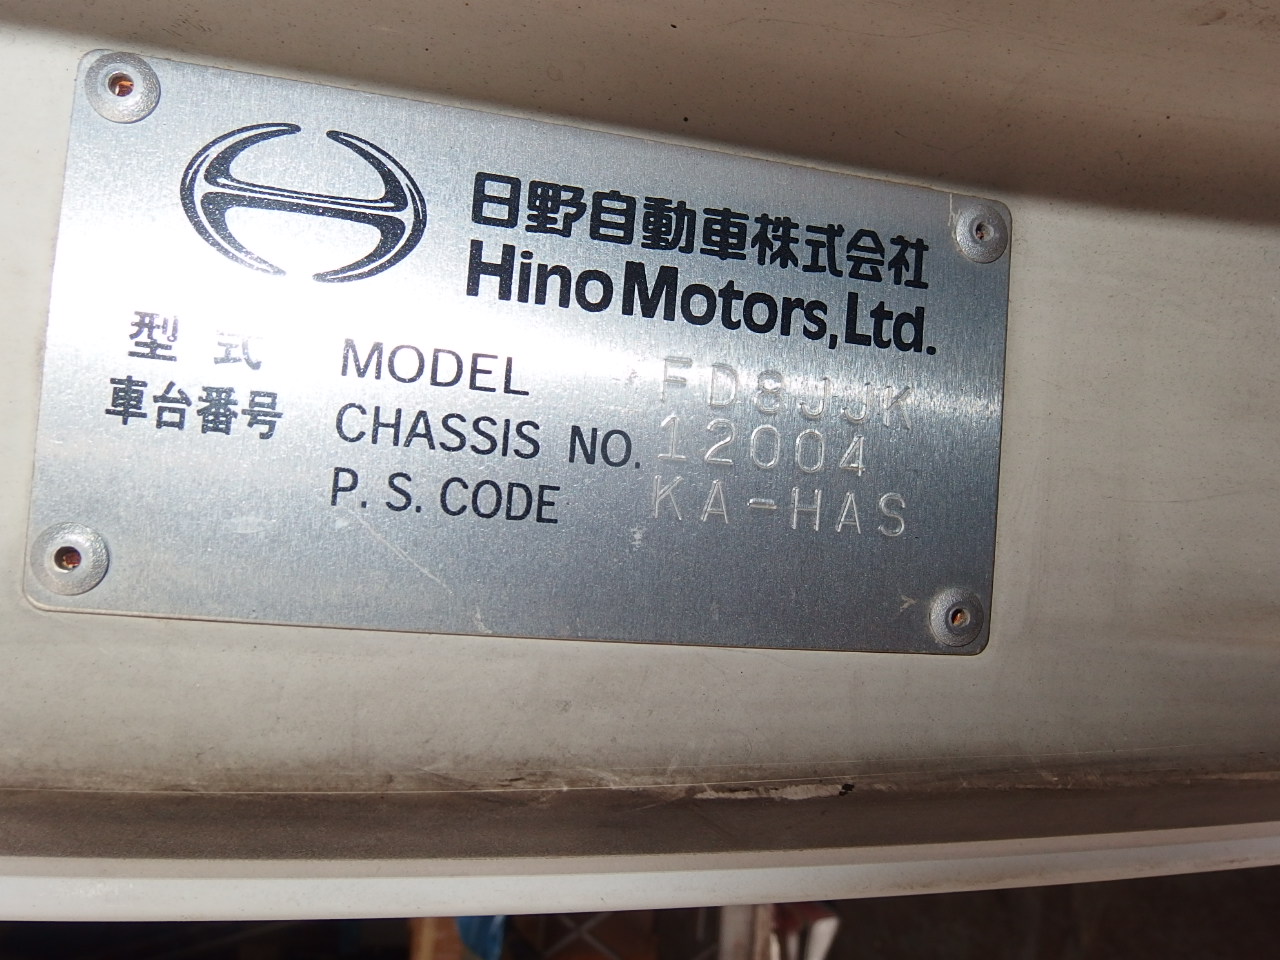 日野自動車株式会社
Hino Motors, Ltd.
型式 MODEL FD8JJK
車台番号 CHASSIS NO. 12004
P. S. CODE KA-HAS